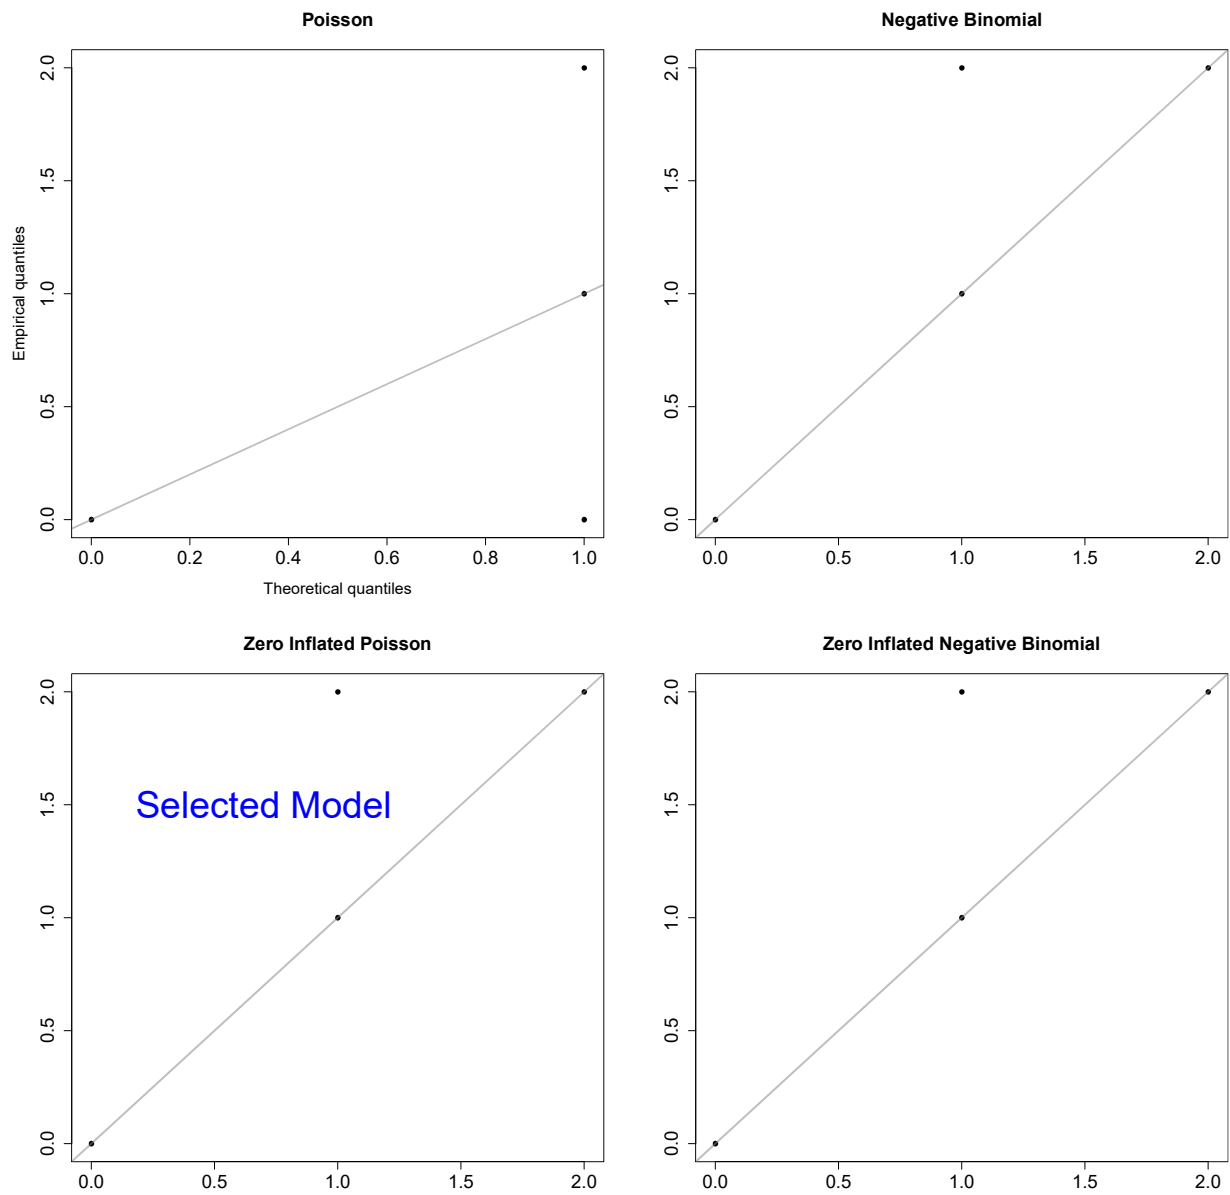 Poisson
Negative Binomial
2.0
1.5
1.0
0.5
0.0
Empirical quantiles
0.0 0.2 0.4 0.6 0.8 1.0
Theoretical quantiles
2.0
1.5
1.0
0.5
0.0
0.0 0.5 1.0 1.5 2.0
Zero Inflated Poisson
Zero Inflated Negative Binomial
2.0
1.5
1.0
0.5
0.0
Selected Model
0.0 0.5 1.0 1.5 2.0
2.0
1.5
1.0
0.5
0.0
0.0 0.5 1.0 1.5 2.0